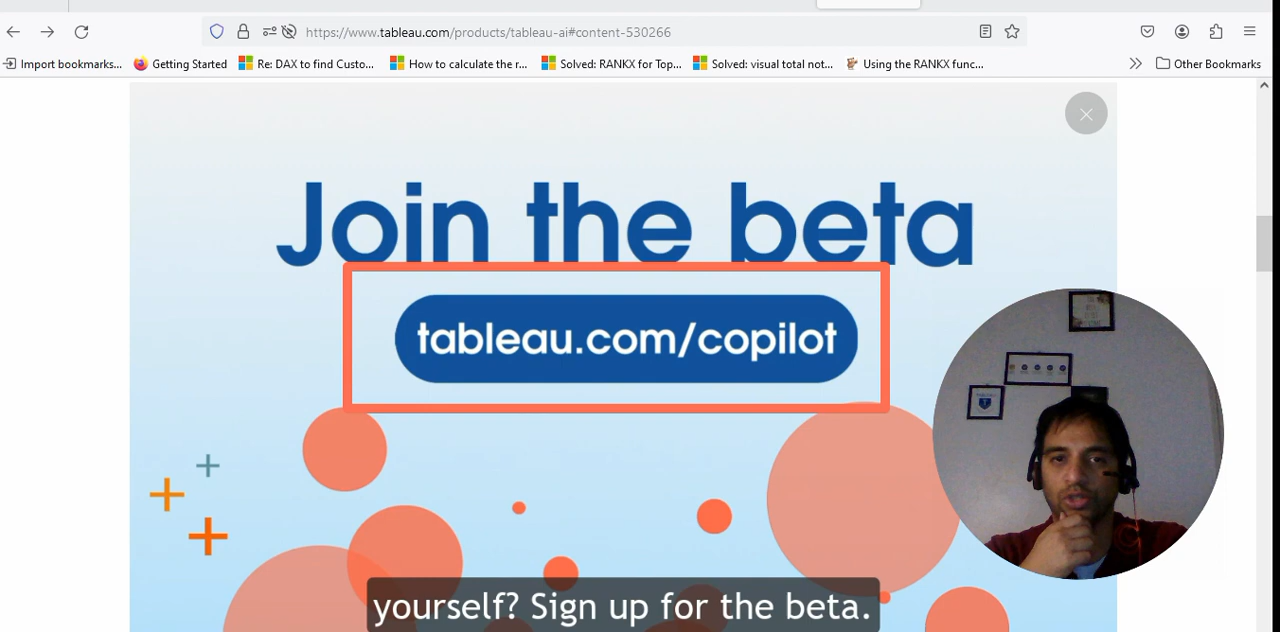 https://www.tableau.com/products/tableau-ai#content-530266
Import bookmarks... Getting Started Re: DAX to find Custo... How to calculate the r... Solved: RANKX for Top... Solved: visual total not... Using the RANKX func... Other Bookmarks
Join the beta
tableau.com/copilot
yourself? Sign up for the beta.